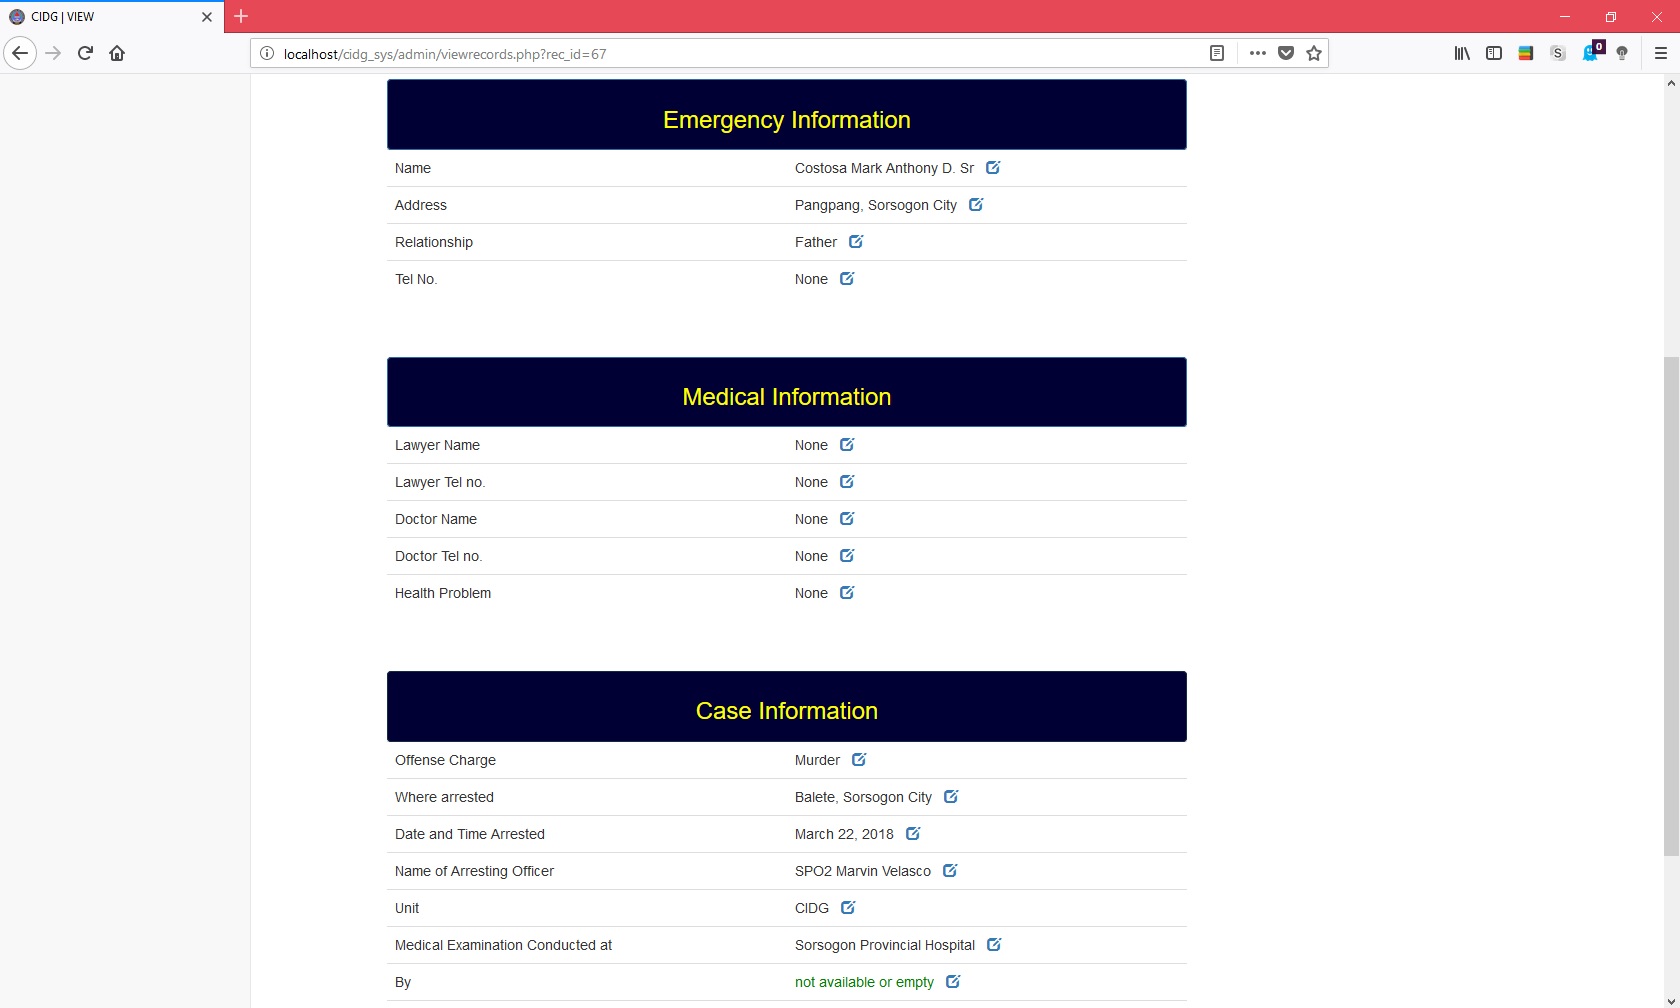 CIDG | VIEW
localhost/cidg_sys/admin/viewrecords.php?rec_id=67
S
0
Emergency Information
Name Costosa Mark Anthony D. Sr
Address Pangpang, Sorsogon City
Relationship Father
Tel No. None
Medical Information
Lawyer Name None
Lawyer Tel no. None
Doctor Name None
Doctor Tel no. None
Health Problem None
Case Information
Offense Charge Murder
Where arrested Balete, Sorsogon City
Date and Time Arrested March 22, 2018
Name of Arresting Officer SPO2 Marvin Velasco
Unit CIDG
Medical Examination Conducted at Sorsogon Provincial Hospital
By not available or empty